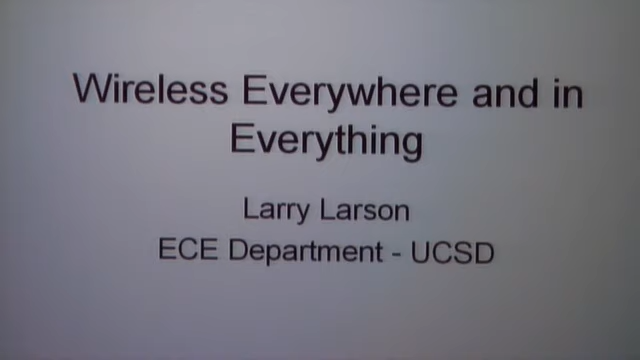 Wireless Everywhere and in
Everything
Larry Larson
ECE Department - UCSD